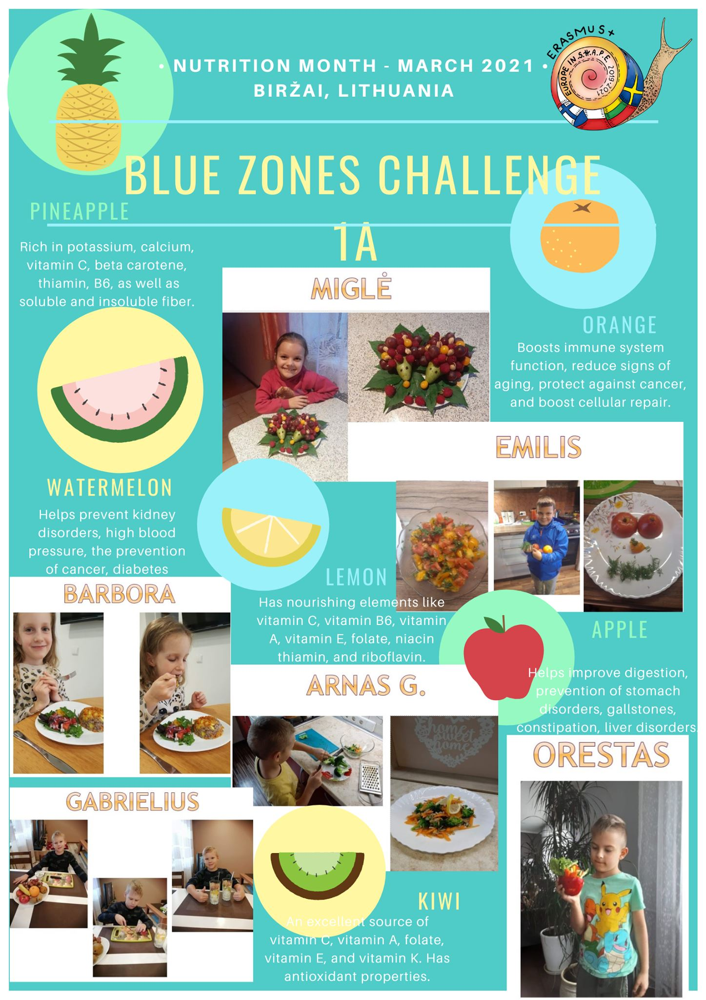 ERASMUS+
EUROPE IN S.H.A.P.E. 2019-2021
• NUTRITION MONTH - MARCH 2021 •
BIRŽAI, LITHUANIA
BLUE ZONES CHALLENGE
1A
PINEAPPLE
Rich in potassium, calcium,
vitamin C, beta carotene,
thiamin, B6, as well as
soluble and insoluble fiber.
MIGLĖ
ORANGE
Boosts immune system
function, reduce signs of
aging, protect against cancer,
and boost cellular repair.
EMILIS
WATERMELON
Helps prevent kidney
disorders, high blood
pressure, the prevention
of cancer, diabetes
LEMON
Has nourishing elements like
vitamin C, vitamin B6, vitamin
A, vitamin E, folate, niacin
thiamin, and riboflavin.
BARBORA
APPLE
Helps improve digestion,
prevention of stomach
disorders, gallstones,
constipation, liver disorders.
ARNAS G.
home
sweet
home
ORESTAS
GABRIELIUS
KIWI
An excellent source of
vitamin C, vitamin A, folate,
vitamin E, and vitamin K. Has
antioxidant properties.